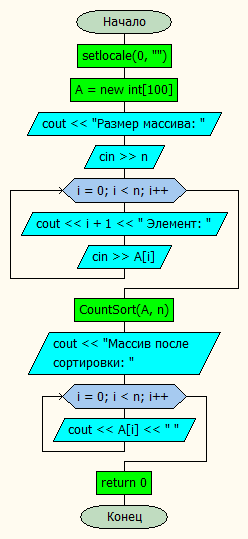 Начало
setlocale(0, "")
A = new int[100]
cout << "Размер массива: "
cin >> n
i = 0; i < n; i++
cout << i + 1 << " Элемент: "
cin >> A[i]
CountSort(A, n)
cout << "Массив после
сортировки: "
i = 0; i < n; i++
cout << A[i] << " "
return 0
Конец